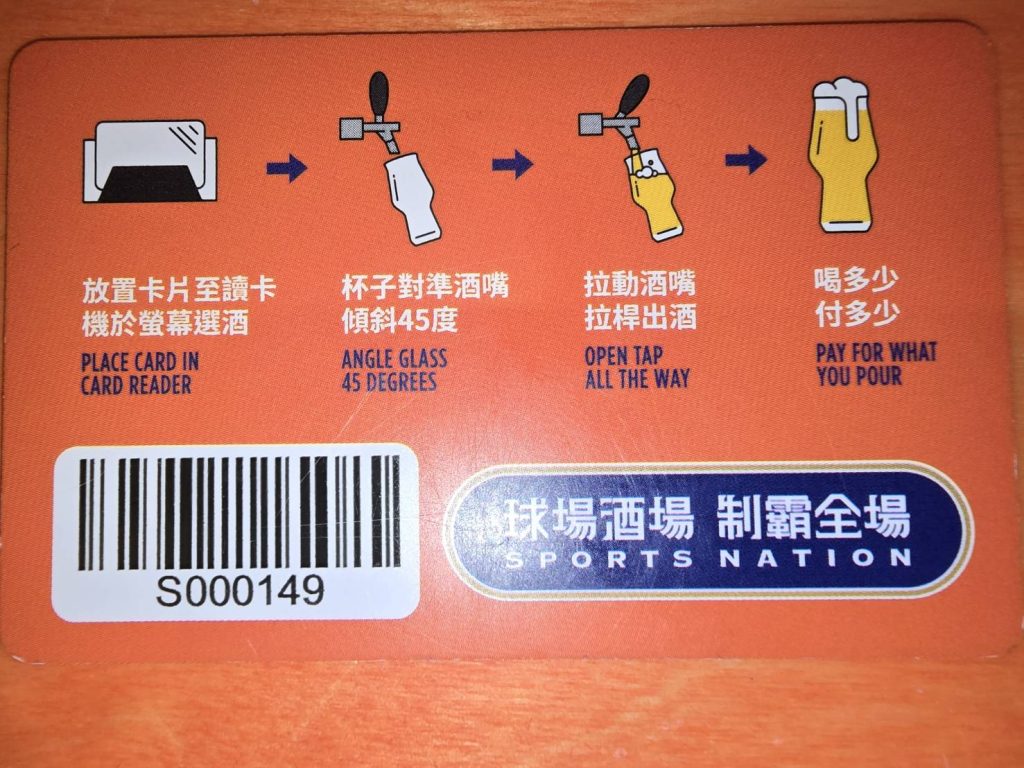 放置卡片至讀卡
機於螢幕選酒
PLACE CARD IN
CARD READER
杯子對準酒嘴
傾斜45度
ANGLE GLASS
45 DEGREES
拉動酒嘴
拉桿出酒
OPEN TAP
ALL THE WAY
喝多少
付多少
PAY FOR WHAT
YOU POUR
S000149
球場酒場 制霸全場
SPORTS NATION